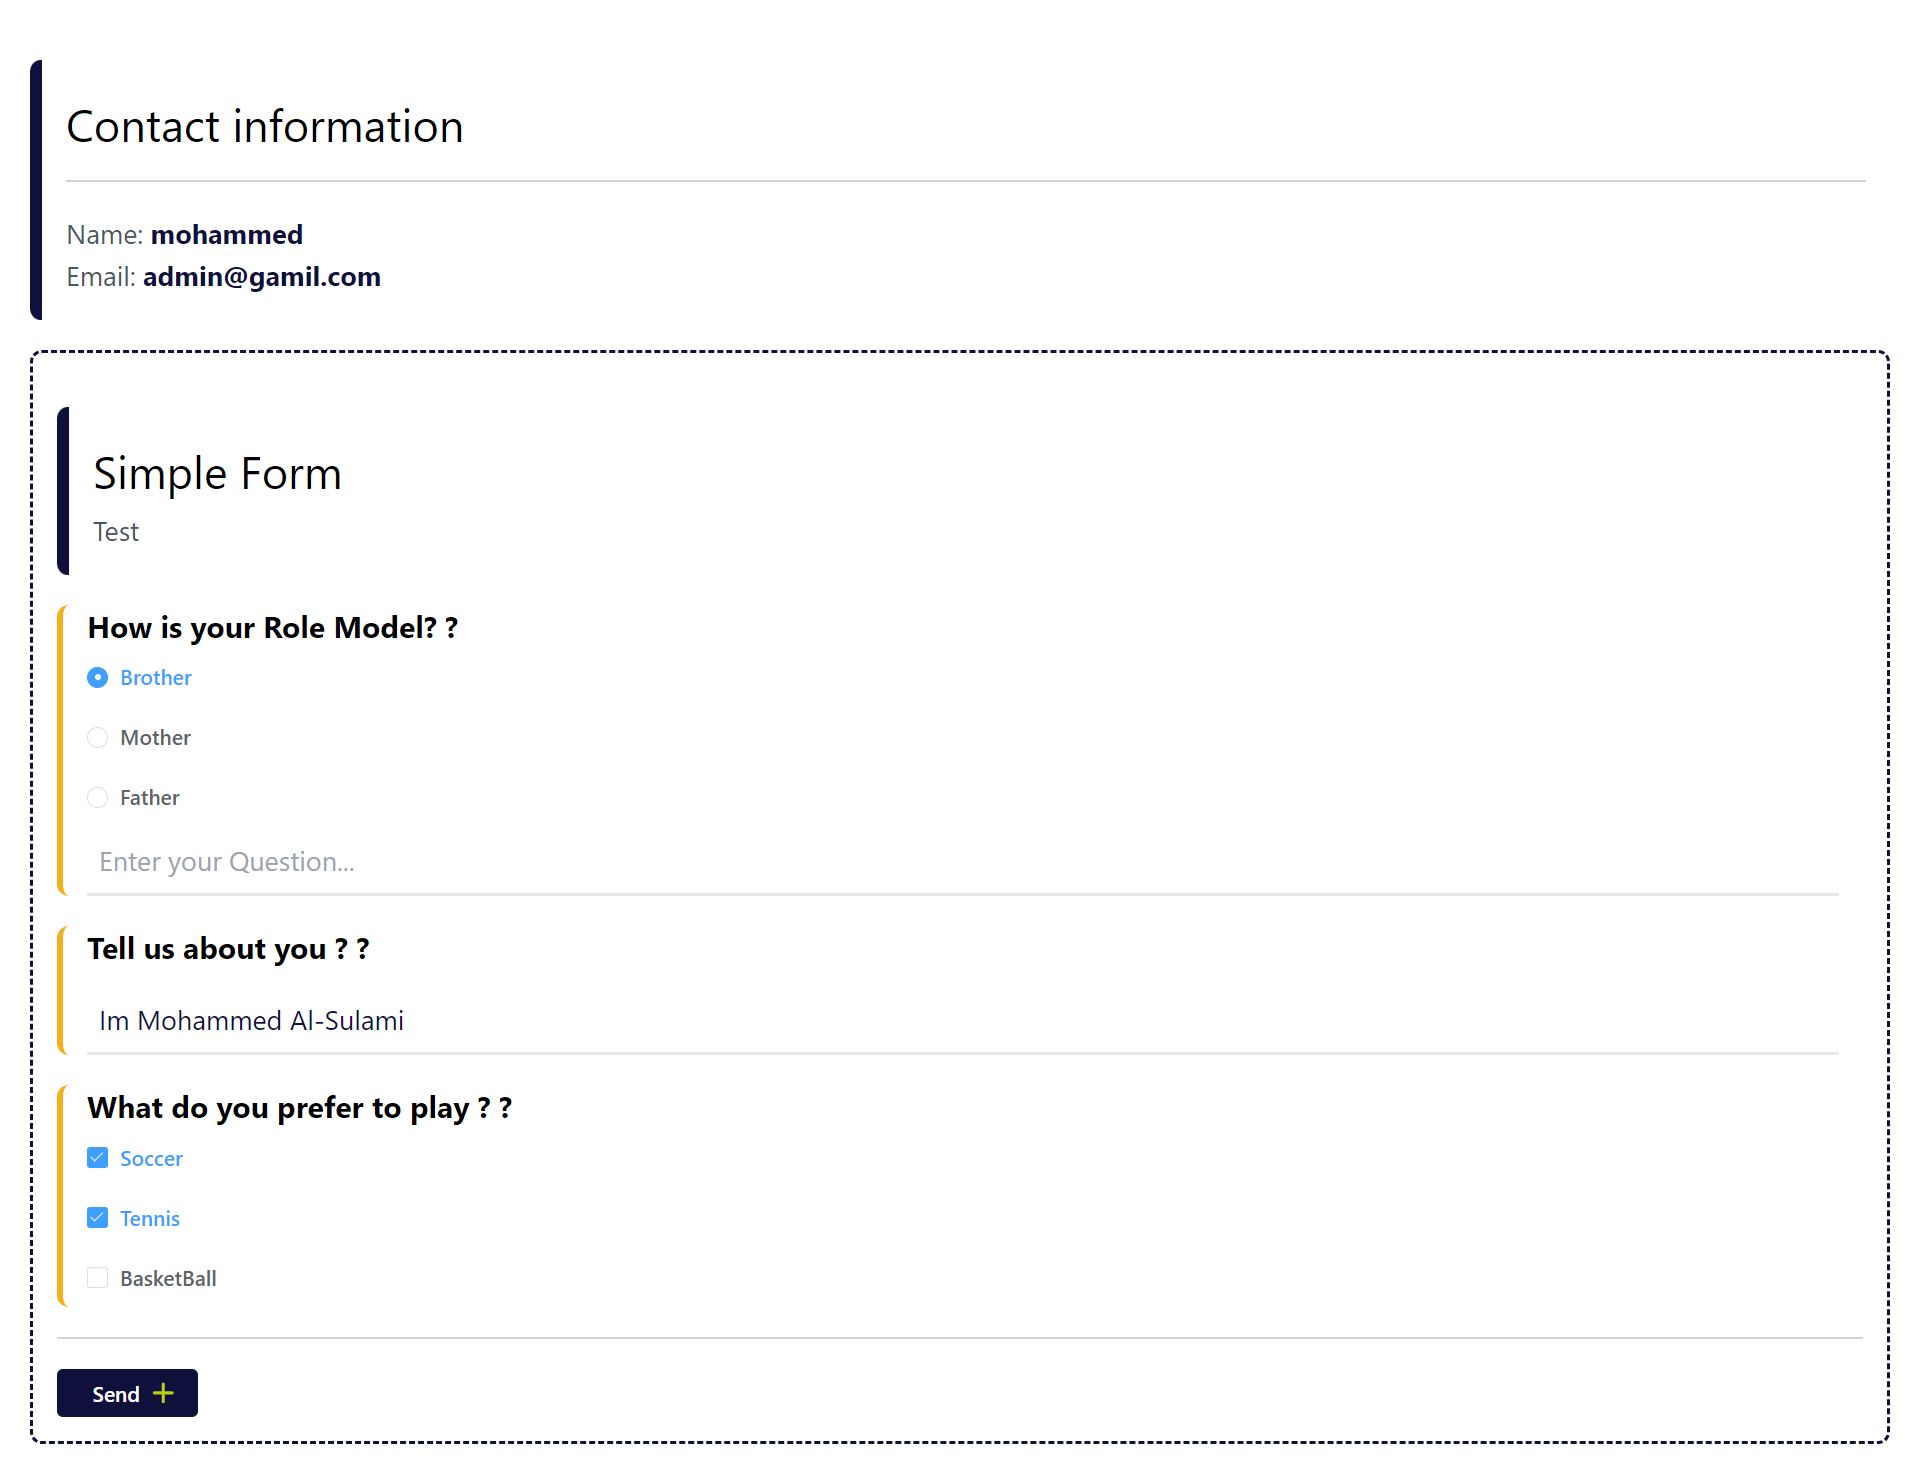 Contact information
Name: mohammed
Email: admin@gamil.com
Simple Form
Test
How is your Role Model? ?
Brother
Mother
Father
Enter your Question...
Tell us about you ? ?
Im Mohammed Al-Sulami
What do you prefer to play ? ?
Soccer
Tennis
BasketBall
Send +